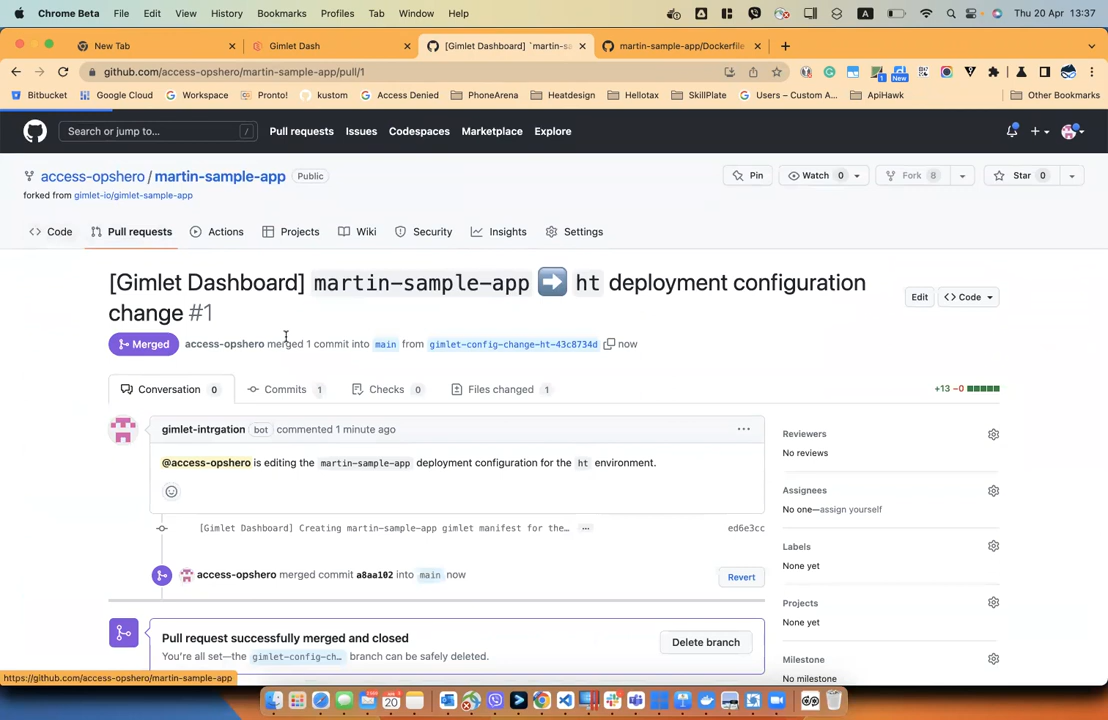 Chrome Beta File Edit View History Bookmarks Profiles Tab Window Help A Thu 20 Apr 13:37
New Tab Gimlet Dash [Gimlet Dashboard] `martin-sa martin-sample-app/Dockerfile
github.com/access-opshero/martin-sample-app/pull/1
Bitbucket Google Cloud Workspace Pronto! kustom Access Denied PhoneArena Heatdesign Hellotax SkillPlate Users – Custom A... ApiHawk Other Bookmarks
Search or jump to... / Pull requests Issues Codespaces Marketplace Explore
access-opshero / martin-sample-app Public Pin Watch 0 Fork 8 Star 0
forked from gimlet-io/gimlet-sample-app
Code Pull requests Actions Projects Wiki Security Insights Settings
[Gimlet Dashboard] martin-sample-app ➡️ ht deployment configuration
change #1
Edit Code
Merged access-opshero merged 1 commit into main from gimlet-config-change-ht-43c8734d now
Conversation 0 Commits 1 Checks 0 Files changed 1 +13 −0
gimlet-intrgation bot commented 1 minute ago ...
@access-opshero is editing the martin-sample-app deployment configuration for the ht environment.
[Gimlet Dashboard] Creating martin-sample-app gimlet manifest for the… ... ed6e3cc
access-opshero merged commit a8aa102 into main now Revert
Pull request successfully merged and closed
You're all set—the gimlet-config-ch… branch can be safely deleted.
Delete branch
Reviewers
No reviews
Assignees
No one—assign yourself
Labels
None yet
Projects
None yet
Milestone
No milestone
https://github.com/access-opshero/martin-sample-app